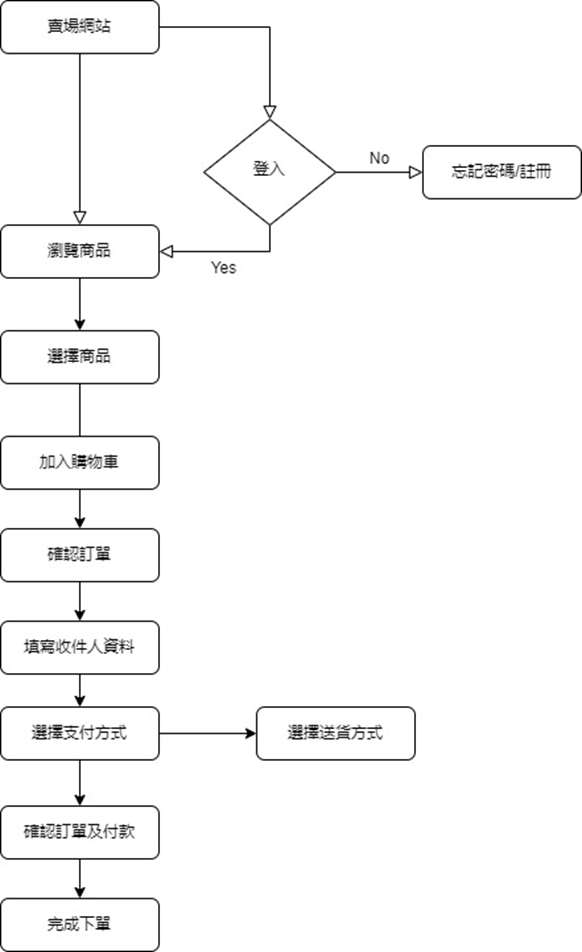 賣場網站
登入
No
忘記密碼/註冊
瀏覽商品
Yes
選擇商品
加入購物車
確認訂單
填寫收件人資料
選擇支付方式
選擇送貨方式
確認訂單及付款
完成下單